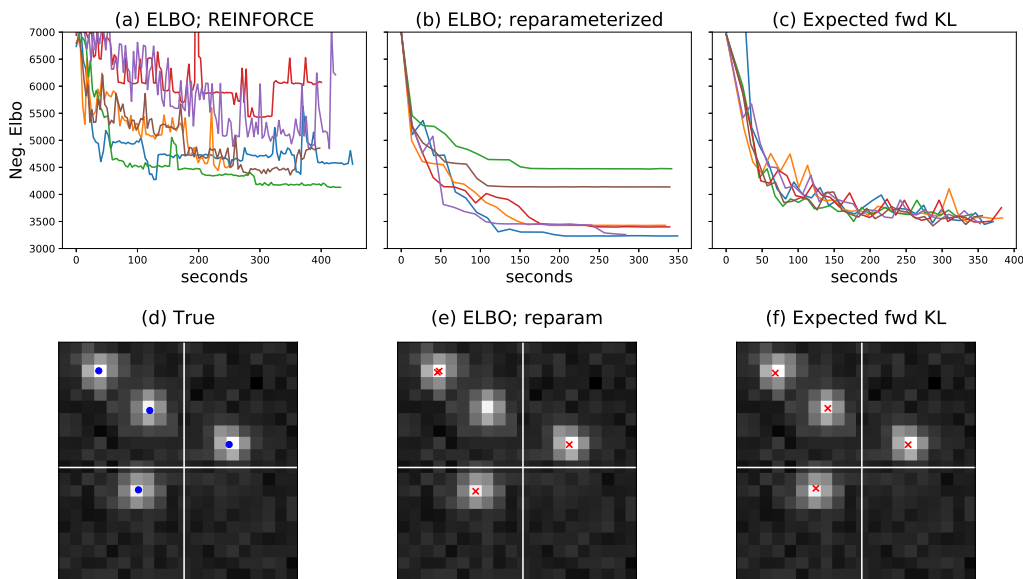 (a) ELBO; REINFORCE
(b) ELBO; reparameterized
(c) Expected fwd KL
Neg. Elbo
7000
6500
6000
5500
5000
4500
4000
3500
3000
0 100 200 300 400
0 50 100 150 200 250 300 350
0 50 100 150 200 250 300 350 400
seconds
seconds
seconds
(d) True
(e) ELBO; reparam
(f) Expected fwd KL